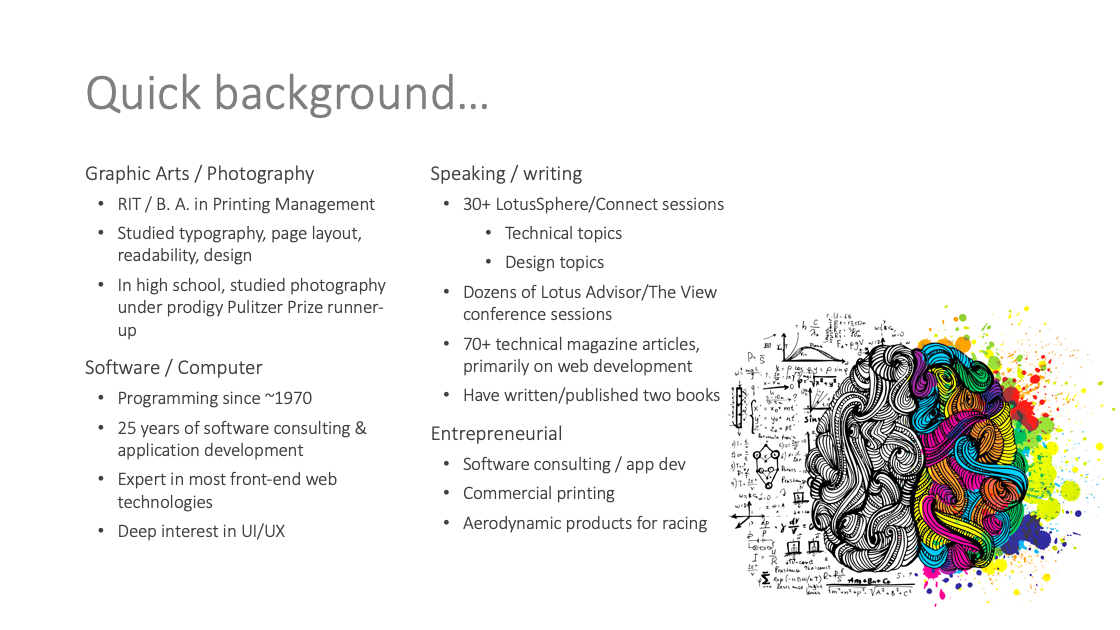 Quick background…
Graphic Arts / Photography
• RIT / B. A. in Printing Management
• Studied typography, page layout,
readability, design
• In high school, studied photography
under prodigy Pulitzer Prize runner-
up
Software / Computer
• Programming since ~1970
• 25 years of software consulting &
application development
• Expert in most front-end web
technologies
• Deep interest in UI/UX
Speaking / writing
• 30+ LotusSphere/Connect sessions
• Technical topics
• Design topics
• Dozens of Lotus Advisor/The View
conference sessions
• 70+ technical magazine articles,
primarily on web development
• Have written/published two books
Entrepreneurial
• Software consulting / app dev
• Commercial printing
• Aerodynamic products for racing